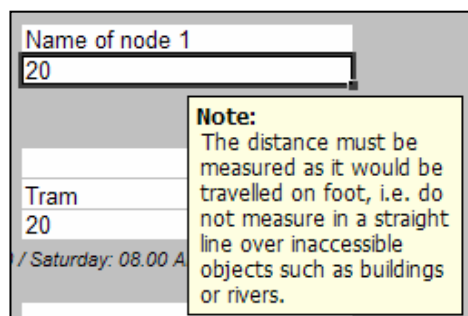 Name of node 1
20
Note:
The distance must be
measured as it would be
travelled on foot, i.e. do
not measure in a straight
line over inaccessible
objects such as buildings
or rivers.
Tram
20
/ Saturday: 08.00